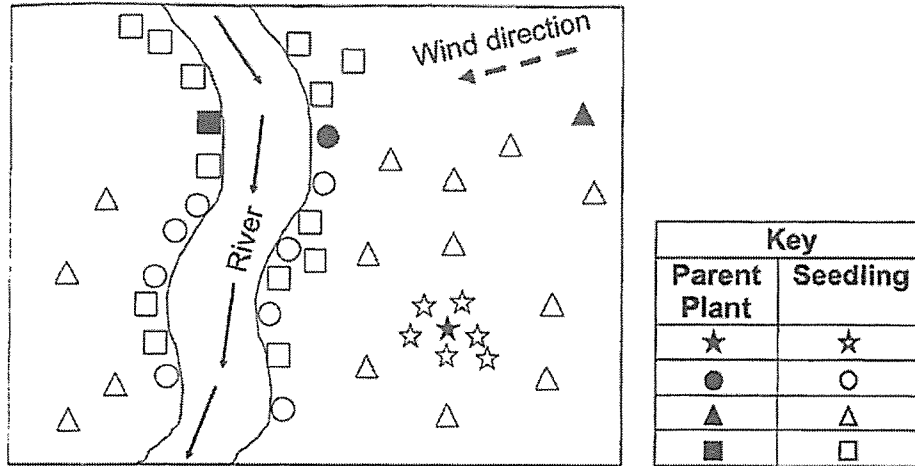 Wind direction
River
Key
Parent Plant Seedling